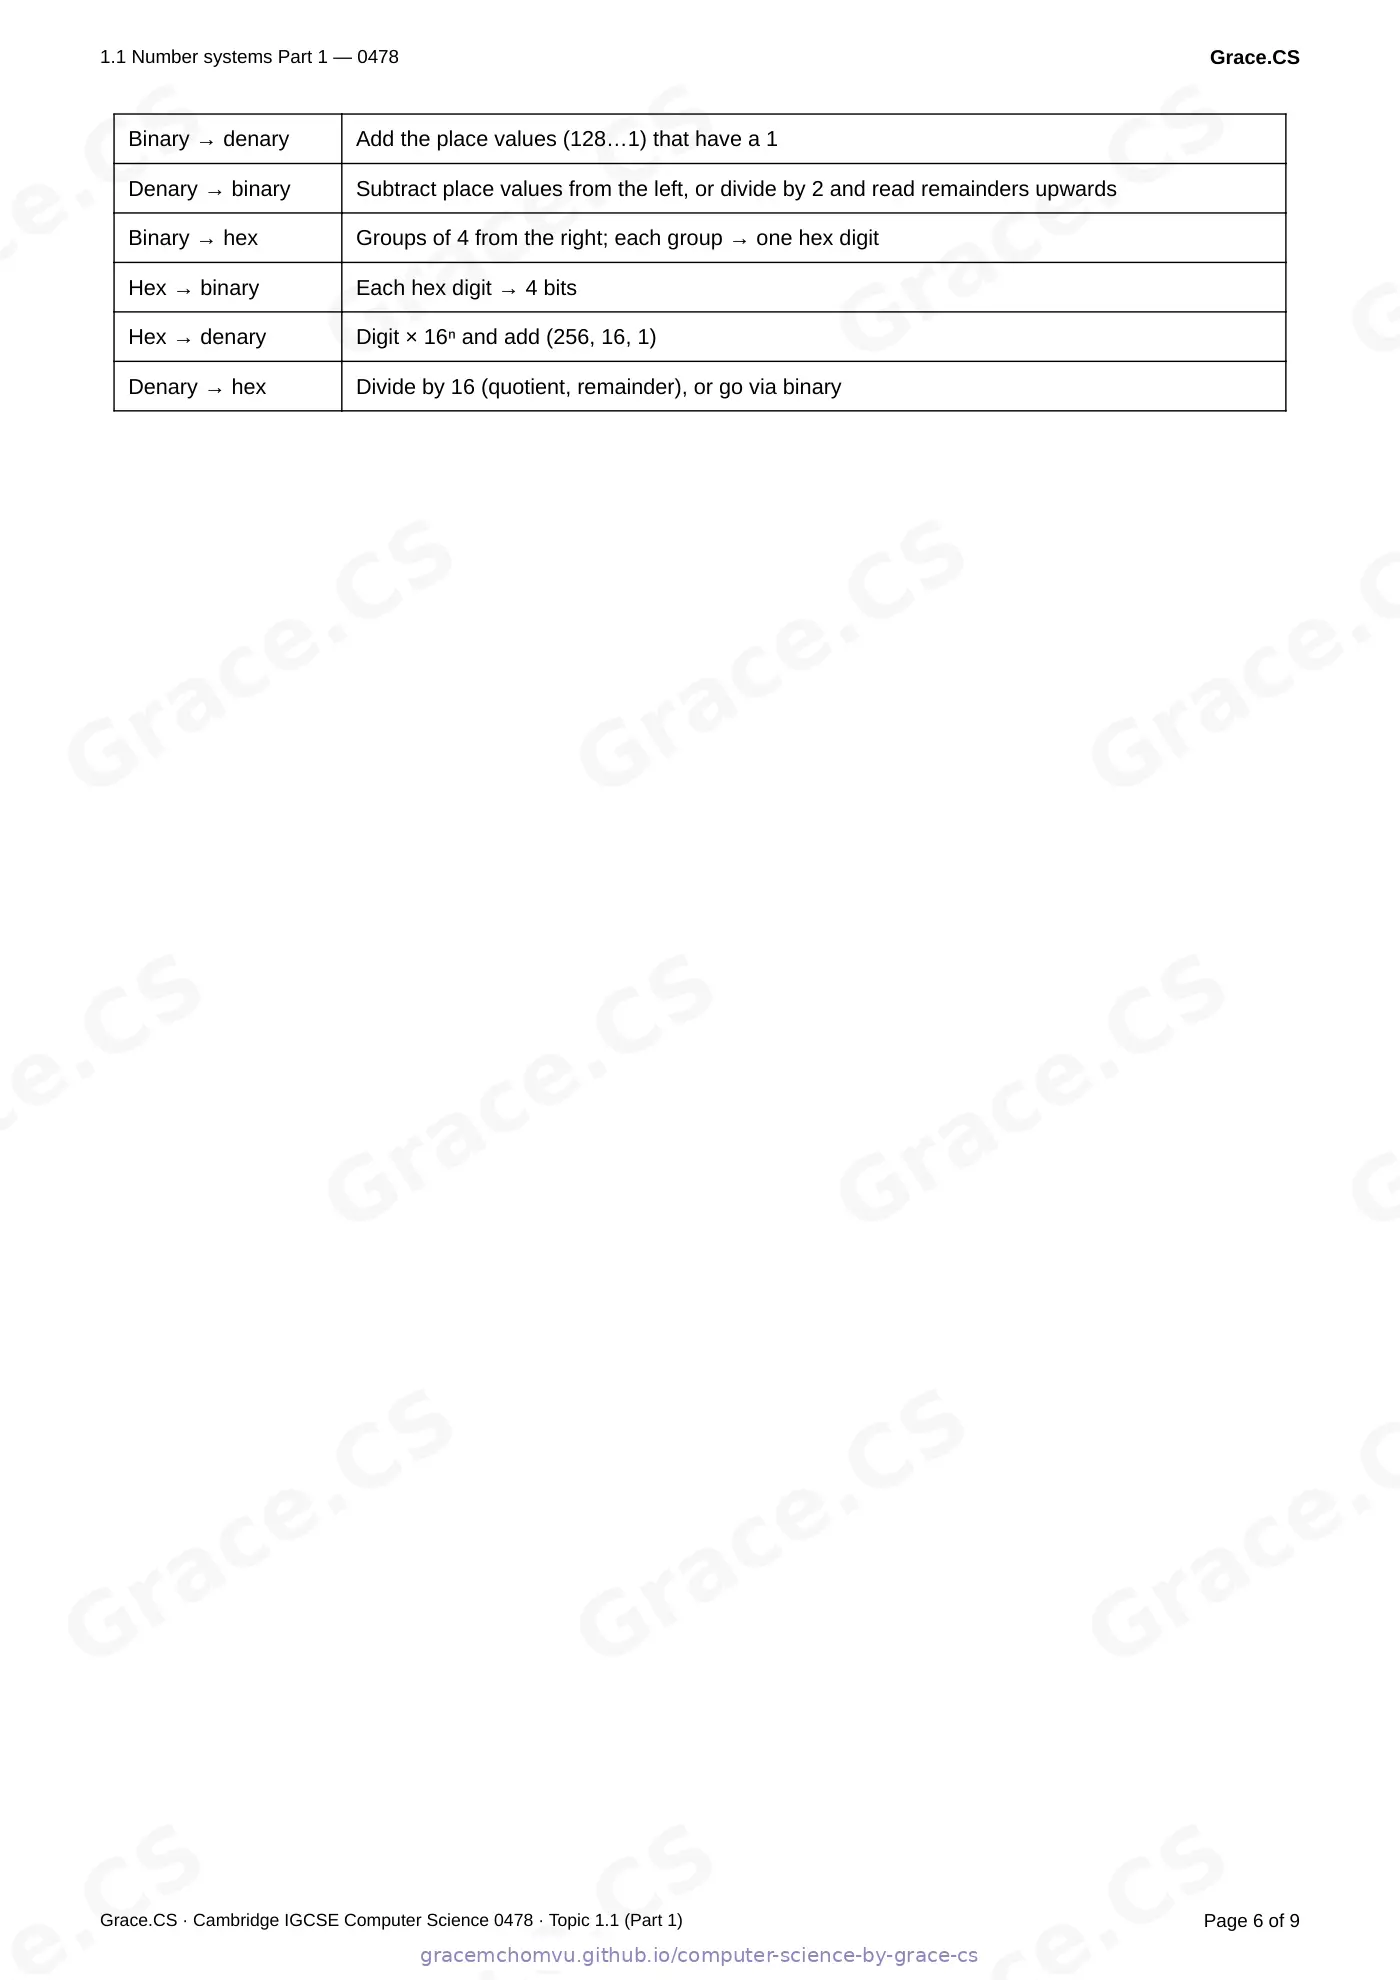 1.1 Number systems Part 1 — 0478 Grace.CS
Binary → denary Add the place values (128…1) that have a 1
Denary → binary Subtract place values from the left, or divide by 2 and read remainders upwards
Binary → hex Groups of 4 from the right; each group → one hex digit
Hex → binary Each hex digit → 4 bits
Hex → denary Digit × 16ⁿ and add (256, 16, 1)
Denary → hex Divide by 16 (quotient, remainder), or go via binary
Grace.CS · Cambridge IGCSE Computer Science 0478 · Topic 1.1 (Part 1) Page 6 of 9
gracemchomvu.github.io/computer-science-by-grace-cs